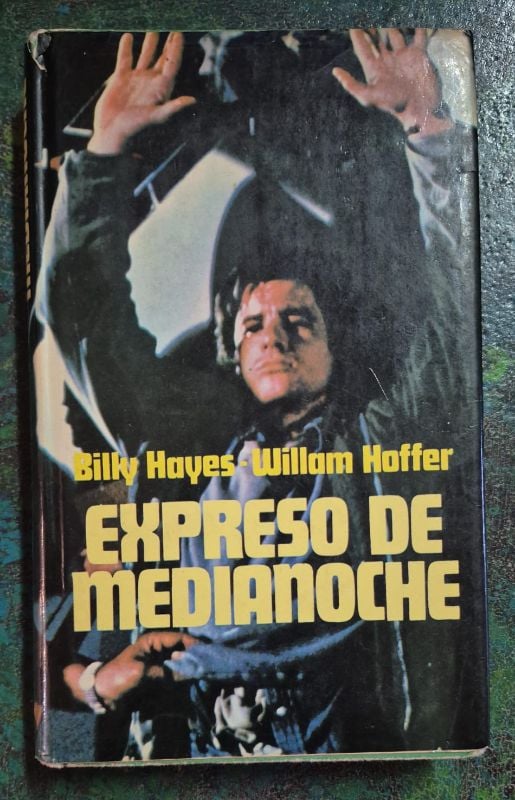 Billy Hayes-Willam Hoffer
EXPRESO DE
MEDIANOCHE